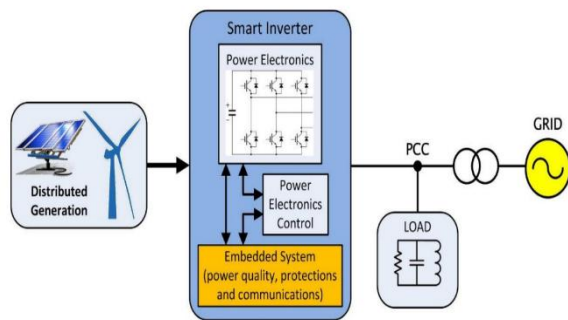 Smart Inverter
Power Electronics
Distributed
Generation
Power
Electronics
Control
Embedded System
(power quality, protections
and communications)
PCC
LOAD
GRID